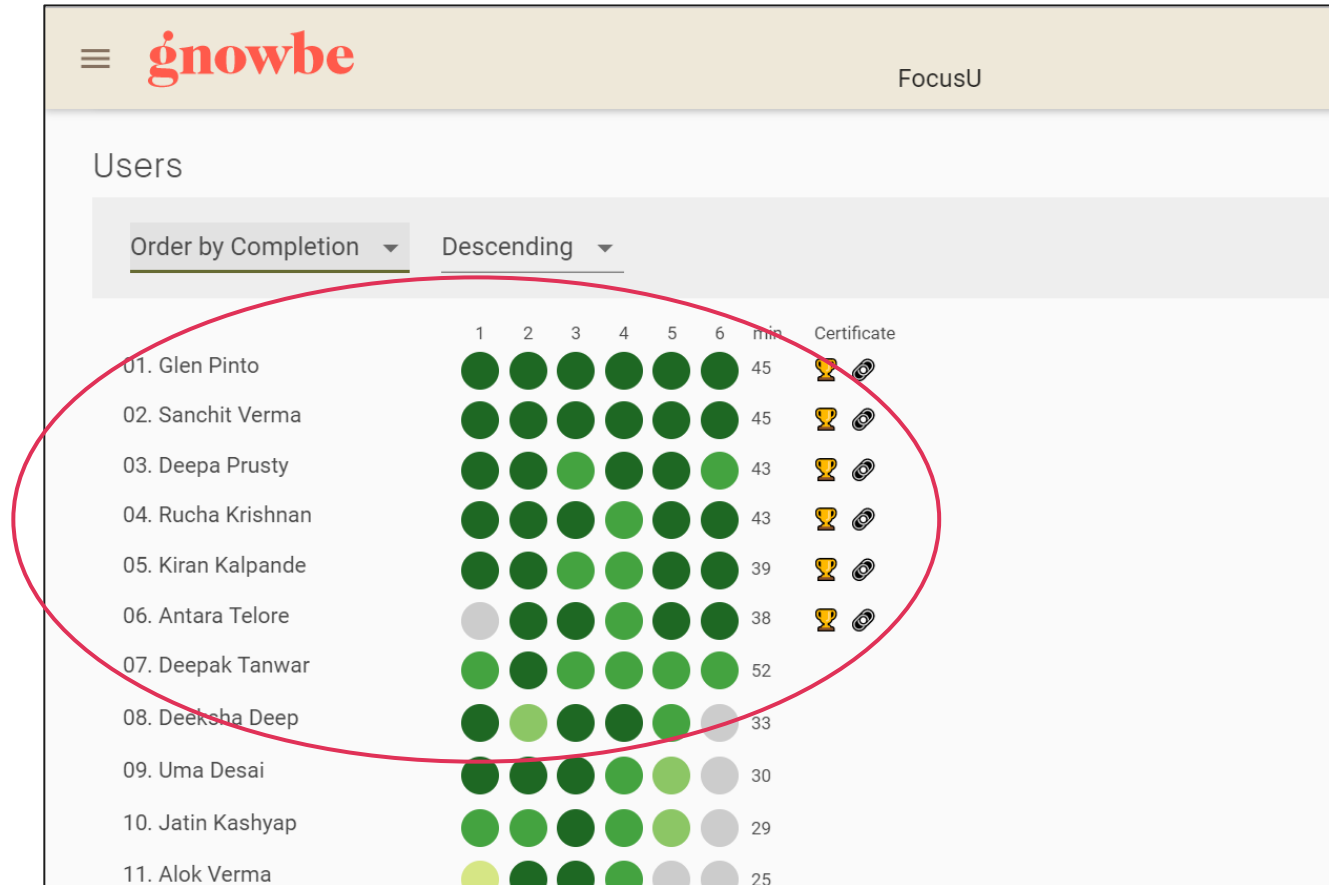 gnowbe
FocusU
Users
Order by Completion Descending
1 2 3 4 5 6 min Certificate
01. Glen Pinto 45
02. Sanchit Verma 45
03. Deepa Prusty 43
04. Rucha Krishnan 43
05. Kiran Kalpande 39
06. Antara Telore 38
07. Deepak Tanwar 52
08. Deeksha Deep 33
09. Uma Desai 30
10. Jatin Kashyap 29
11. Alok Verma 25